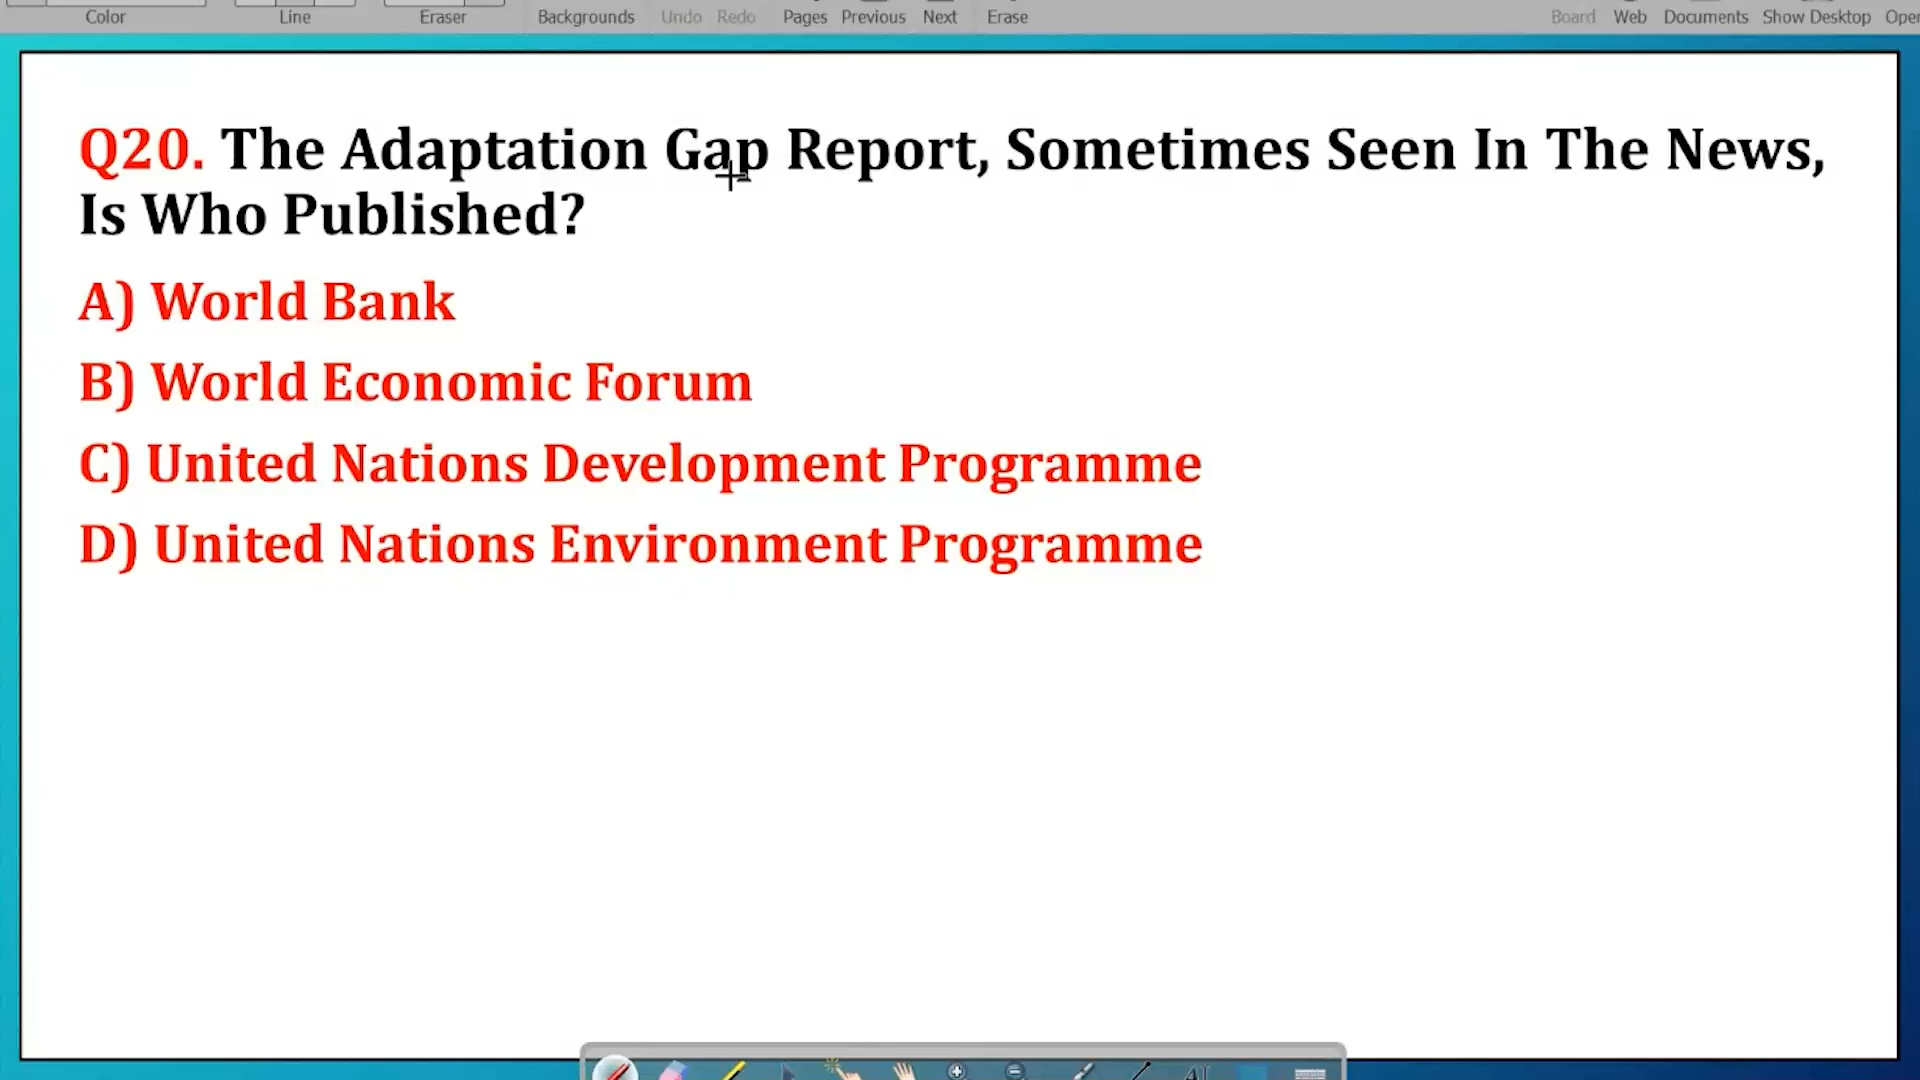 Color Line Eraser Backgrounds Undo Redo Pages Previous Next Erase Board Web Documents Show Desktop
Q20. The Adaptation Gap Report, Sometimes Seen In The News,
Is Who Published?
A) World Bank
B) World Economic Forum
C) United Nations Development Programme
D) United Nations Environment Programme